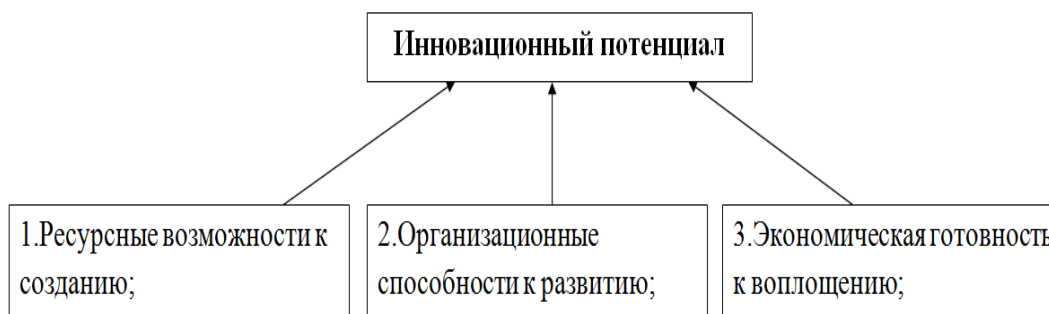 Инновационный потенциал
1.Ресурсные возможности к
созданию;
2.Организационные
способности к развитию;
3.Экономическая готовность
к воплощению;